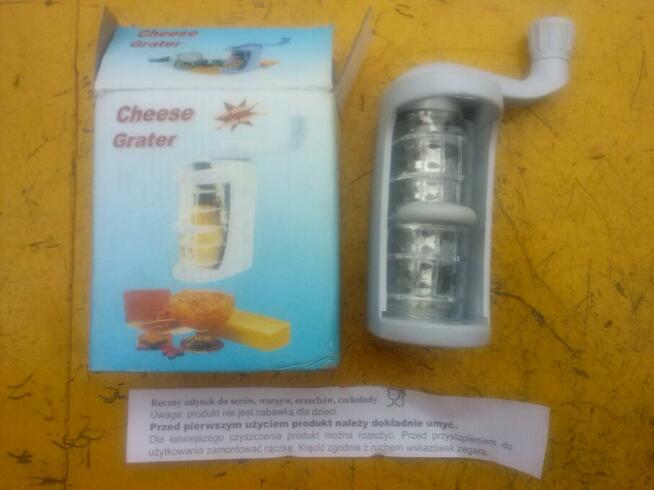 Cheese
Grater
Cheese
Grater
Ręczny młynek do serów, warzyw, orzechów, czekolady
Uwaga: produkt nie jest zabawką dla dzieci.
Przed pierwszym użyciem produkt należy dokładnie umyć.
Dla łatwiejszego czyszczenia produkt można rozłożyć. Przed przystąpieniem do
użytkowania zamontować rączkę. Kręcić zgodnie z ruchem wskazówek zegara.